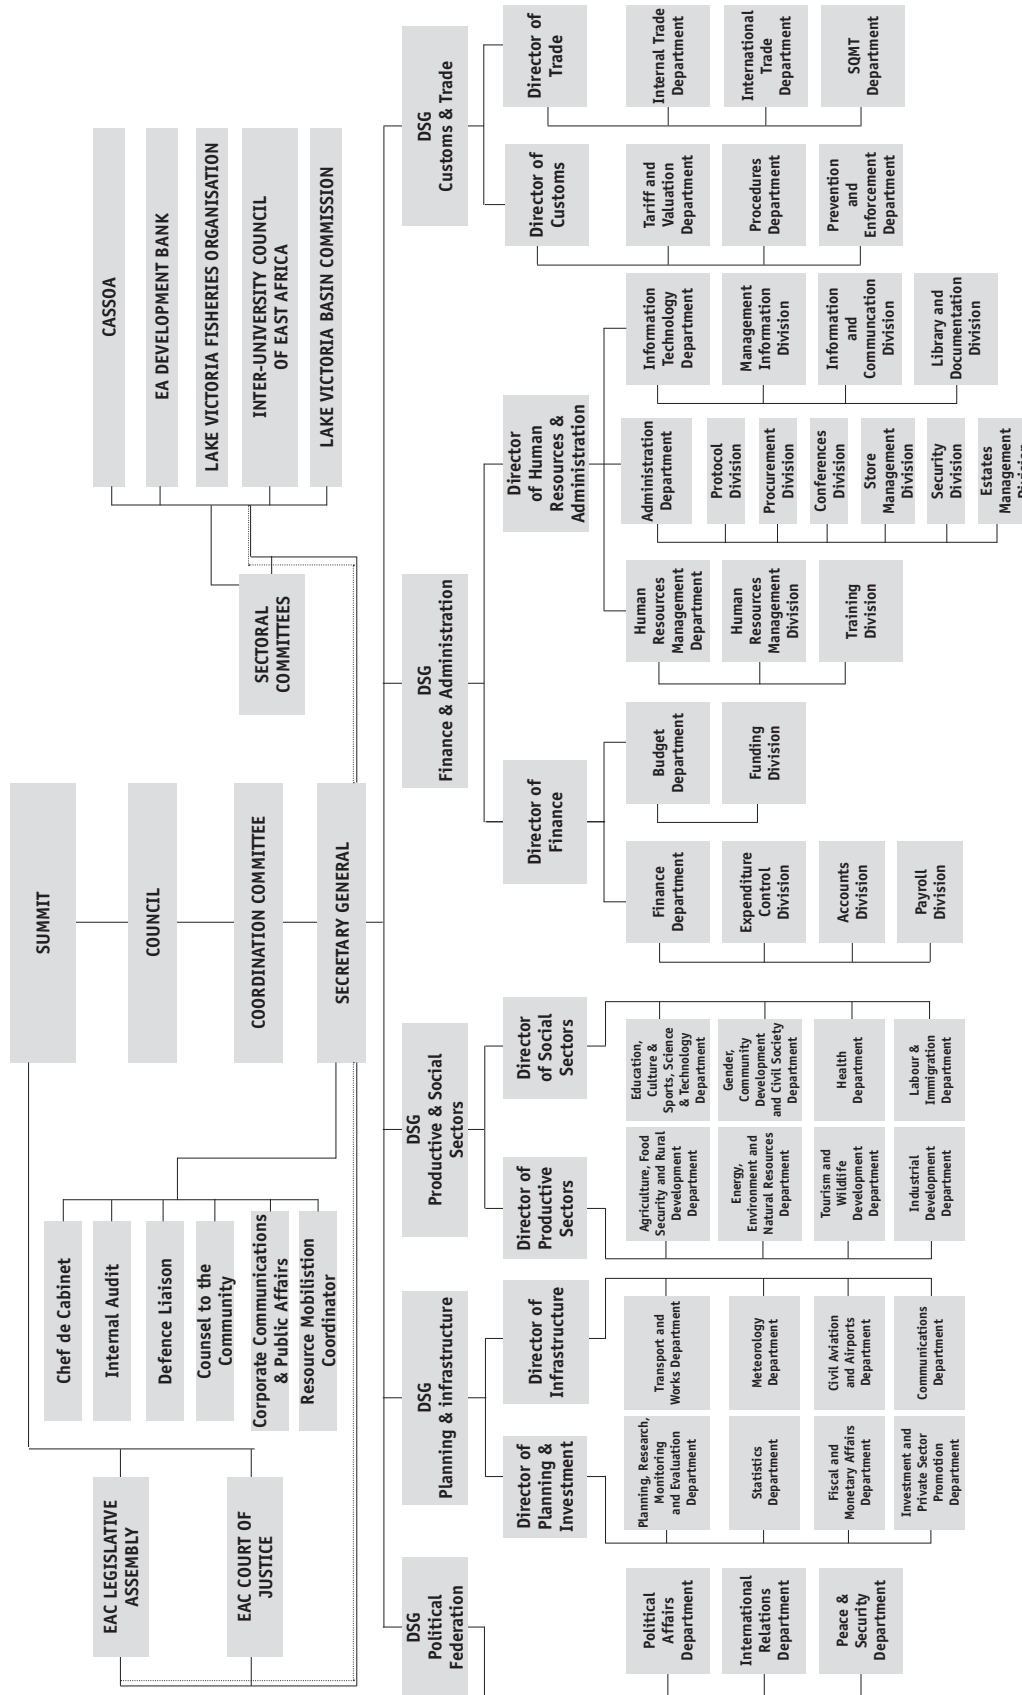 SUMMIT
COUNCIL
COORDINATION COMMITTEE
SECRETARY GENERAL
EAC LEGISLATIVE
ASSEMBLY
EAC COURT OF
JUSTICE
Chef de Cabinet
Internal Audit
Defence Liaison
Counsel to the
Community
Corporate Communications
& Public Affairs
Resource Mobilistion
Coordinator
SECTORAL
COMMITTEES
CASSOA
EA DEVELOPMENT BANK
LAKE VICTORIA FISHERIES ORGANISATION
INTER-UNIVERSITY COUNCIL
OF EAST AFRICA
LAKE VICTORIA BASIN COMMISSION
DSG
Political
Federation
Political
Affairs
Department
International
Relations
Department
Peace &
Security
Department
DSG
Planning & infrastructure
Director of
Planning &
Investment
Planning, Research,
Monitoring
and Evaluation
Department
Statistics
Department
Fiscal and
Monetary Affairs
Department
Investment and
Private Sector
Promotion
Department
Director of
Infrastructure
Transport and
Works Department
Meteorology
Department
Civil Aviation
and Airports
Department
Communications
Department
DSG
Productive & Social
Sectors
Director of
Productive
Sectors
Agriculture, Food
Security and Rural
Development
Department
Energy,
Environment and
Natural Resources
Department
Tourism and
Wildlife
Development
Department
Industrial
Development
Department
Director
of Social
Sectors
Education,
Culture &
Sports, Science
& Technology
Department
Gender,
Community
Development
and Civil Society
Department
Health
Department
Labour &
Immigration
Department
DSG
Finance & Administration
Director of
Finance
Finance
Department
Expenditure
Control
Division
Accounts
Division
Payroll
Division
Budget
Department
Funding
Division
Director
of Human
Resources &
Administration
Human
Resources
Management
Department
Human
Resources
Management
Division
Training
Division
Administration
Department
Protocol
Division
Procurement
Division
Conferences
Division
Store
Management
Division
Security
Division
Estates
Management
Information
Technology
Department
Management
Information
Division
Information
and
Communcation
Division
Library and
Documentation
Division
DSG
Customs & Trade
Director of
Customs
Tariff and
Valuation
Department
Procedures
Department
Prevention
and
Enforcement
Department
Director of
Trade
Internal Trade
Department
International
Trade
Department
SQMT
Department